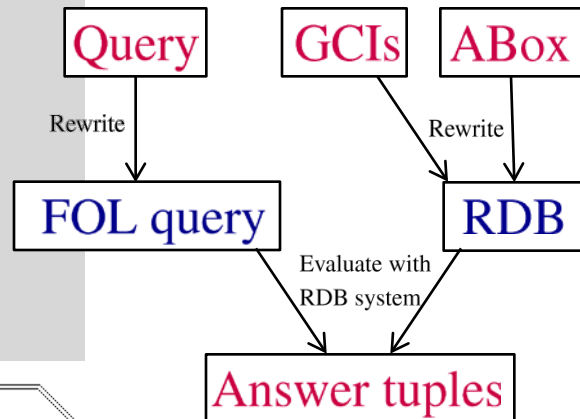 Query
GCIs
ABox
Rewrite
Rewrite
FOL query
RDB
Evaluate with
RDB system
Answer tuples